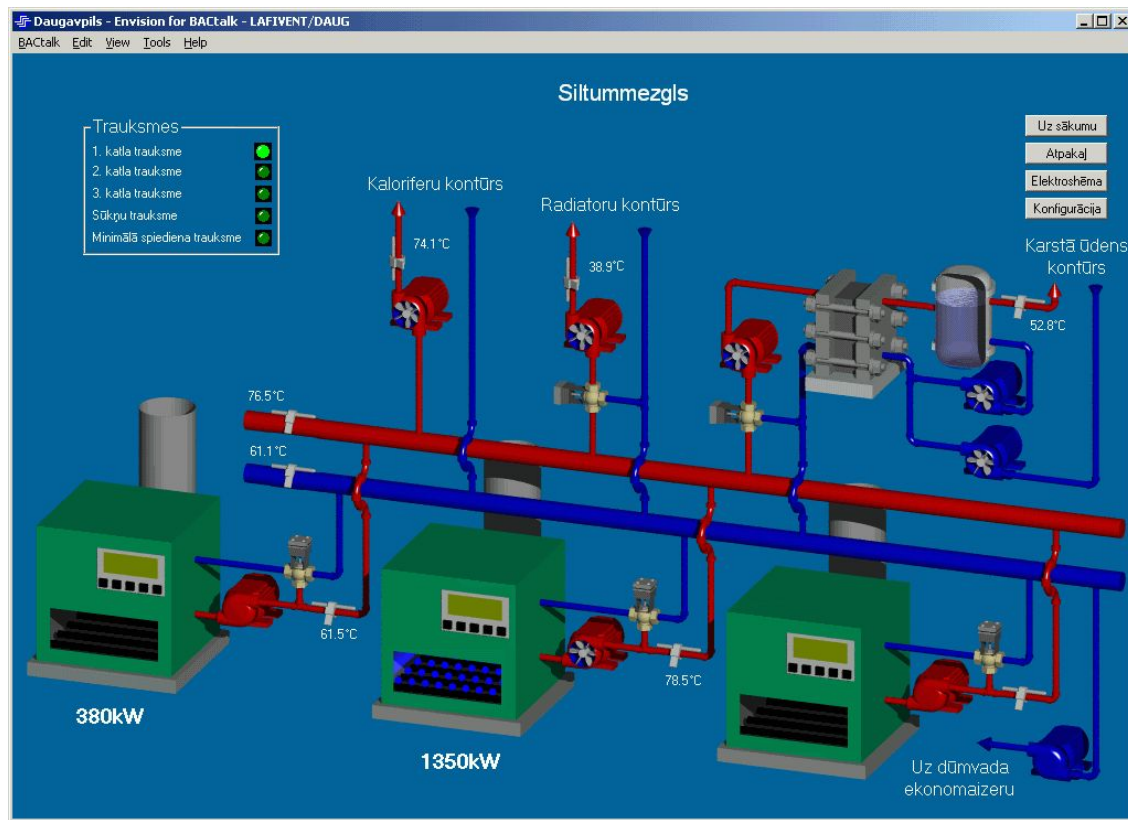 Daugavpils - Envision for BACtalk - LAFIVENT/DAUG
BACtalk Edit View Tools Help
Siltummezgls
Trauksmes
1. katla trauksme
2. katla trauksme
3. katla trauksme
Sūkņu trauksme
Minimālā spiediena trauksme
Uz sākumu
Atpakaļ
Elektroshēma
Konfigurācija
Kaloriferu kontūrs
74.1°C
Radiatoru kontūrs
38.9°C
Karstā ūdens
kontūrs
52.8°C
76.5°C
61.1°C
61.5°C
78.5°C
380kW
1350kW
Uz dūmvada
ekonomaizeru